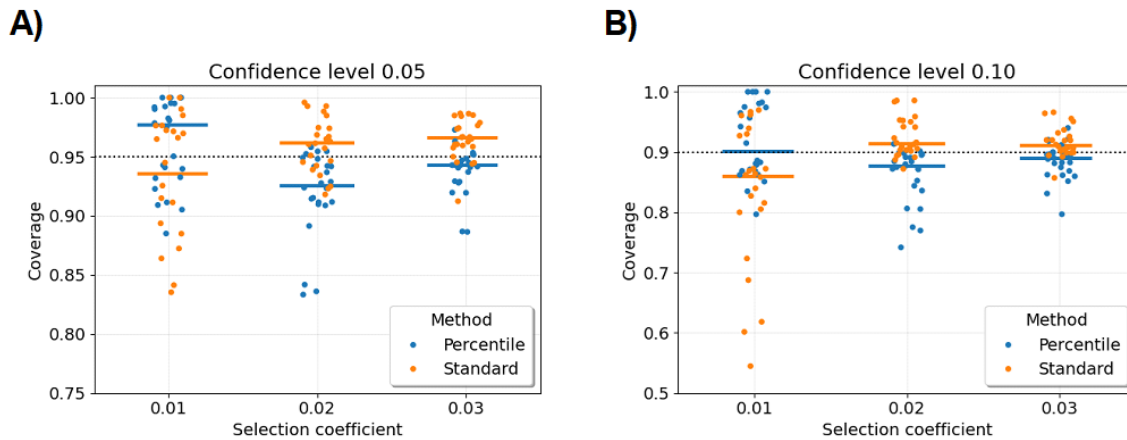 A)
Confidence level 0.05
1.00
0.95
0.90
0.85
0.80
0.75
Coverage
0.01
0.02
0.03
Selection coefficient
Method
Percentile
Standard
B)
Confidence level 0.10
1.0
0.9
0.8
0.7
0.6
0.5
Coverage
0.01
0.02
0.03
Selection coefficient
Method
Percentile
Standard